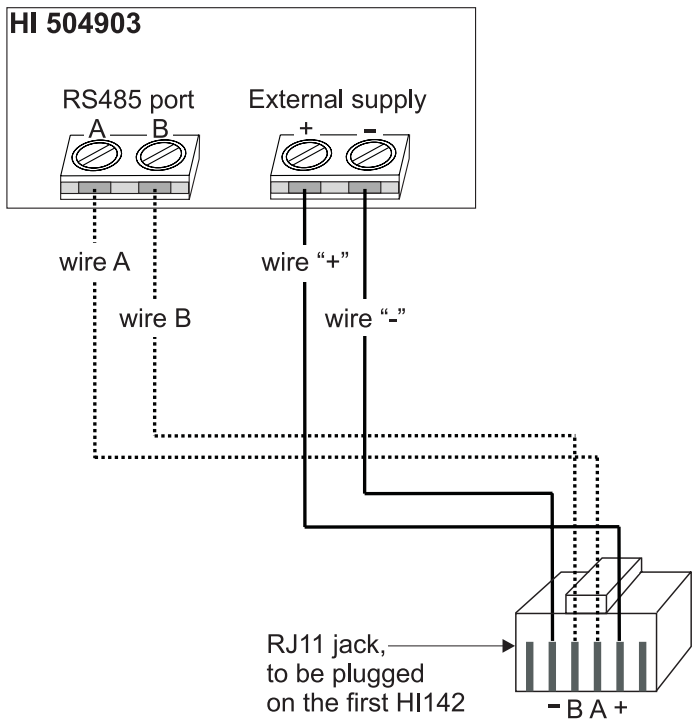 HI 504903
RS485 port
External supply
A B
+ -
wire A
wire "+"
wire B
wire "-"
RJ11 jack,
to be plugged
on the first HI142
- B A +